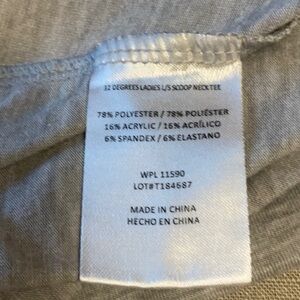 32 DEGREES LADIES L/S SCOOP NECK TEE
78% POLYESTER / 78% POLIÉSTER
16% ACRYLIC / 16% ACRÍLICO
6% SPANDEX / 6% ELASTANO
WPL 11590
LOT#T184687
MADE IN CHINA
HECHO EN CHINA